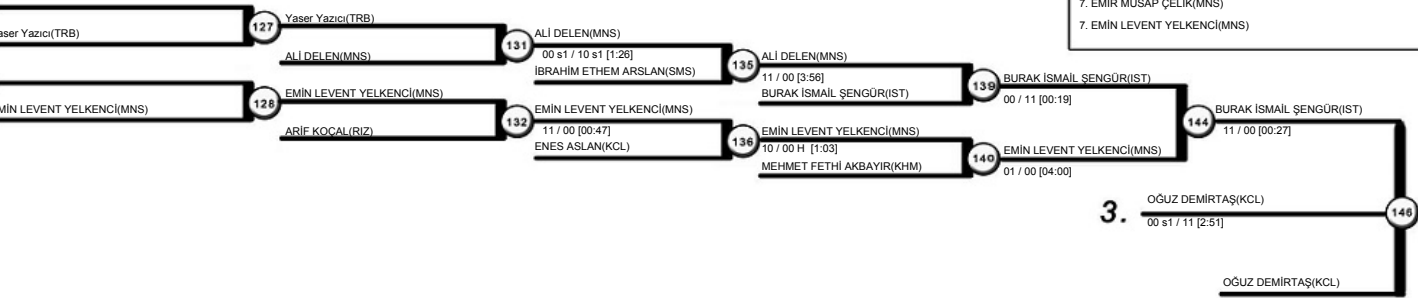 7. EMİR MUSAP ÇELİK(MNS)
7. EMİN LEVENT YELKENCİ(MNS)
aser Yazıcı(TRB)
127
Yaser Yazıcı(TRB)
ALİ DELEN(MNS)
131
ALİ DELEN(MNS)
00 s1 / 10 s1 [1:26]
İBRAHİM ETHEM ARSLAN(SMS)
135
ALİ DELEN(MNS)
11 / 00 [3:56]
BURAK İSMAİL ŞENGÜR(IST)
139
BURAK İSMAİL ŞENGÜR(IST)
00 / 11 [00:19]
MİN LEVENT YELKENCİ(MNS)
128
EMİN LEVENT YELKENCİ(MNS)
ARİF KOÇAL(RIZ)
132
EMİN LEVENT YELKENCİ(MNS)
11 / 00 [00:47]
ENES ASLAN(KCL)
136
EMİN LEVENT YELKENCİ(MNS)
10 / 00 H [1:03]
MEHMET FETHİ AKBAYIR(KHM)
140
EMİN LEVENT YELKENCİ(MNS)
01 / 00 [04:00]
144
BURAK İSMAİL ŞENGÜR(IST)
11 / 00 [00:27]
3.
OĞUZ DEMİRTAŞ(KCL)
00 s1 / 11 [2:51]
146
OĞUZ DEMİRTAŞ(KCL)